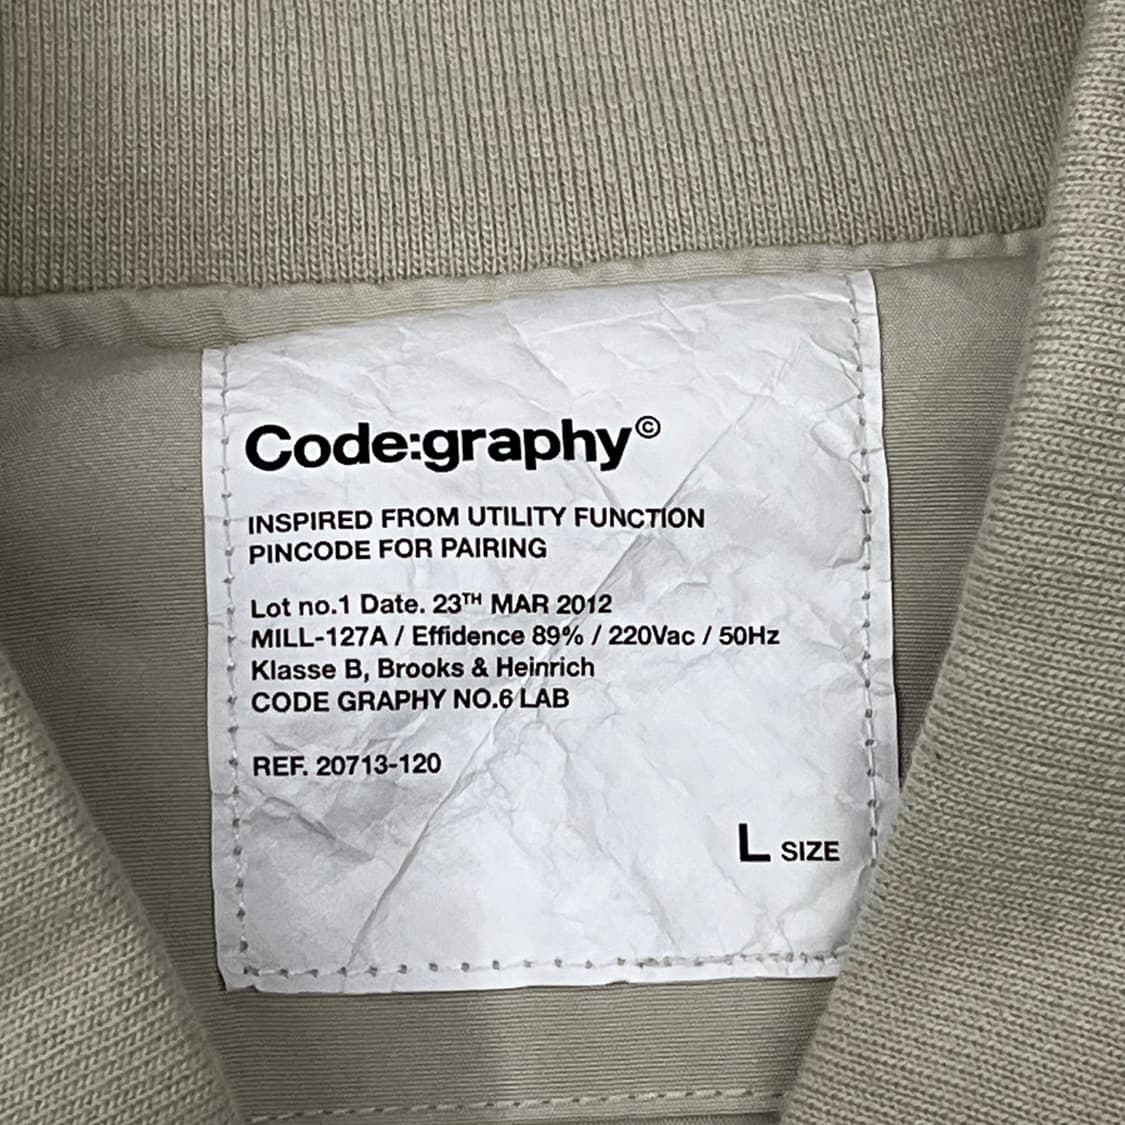 Code:graphy©
INSPIRED FROM UTILITY FUNCTION
PINCODE FOR PAIRING
Lot no.1 Date. 23TH MAR 2012
MILL-127A / Effidence 89% / 220Vac / 50Hz
Klasse B, Brooks & Heinrich
CODE GRAPHY NO.6 LAB
REF. 20713-120
L SIZE